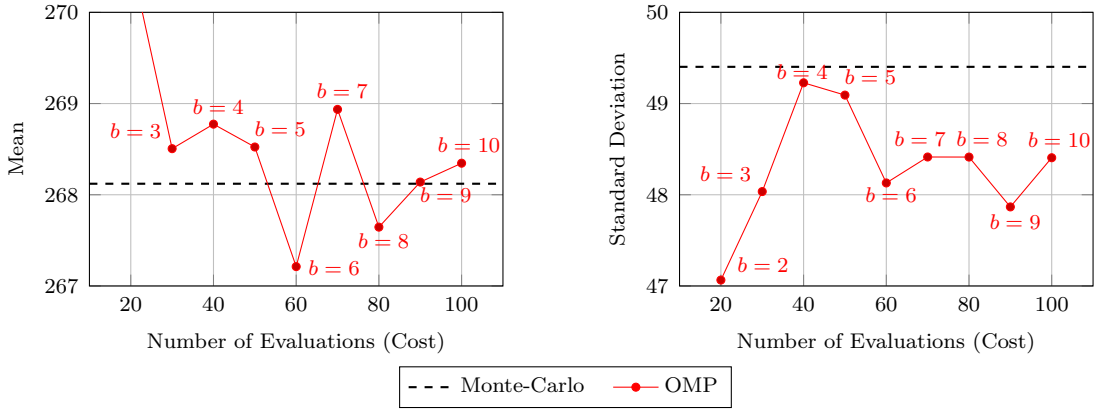 270
269
268
267
Mean
b = 3
b = 4
b = 5
b = 6
b = 7
b = 8
b = 9
b = 10
20 40 60 80 100
Number of Evaluations (Cost)
50
49
48
47
Standard Deviation
b = 2
b = 3
b = 4
b = 5
b = 6
b = 7
b = 8
b = 9
b = 10
20 40 60 80 100
Number of Evaluations (Cost)
Monte-Carlo OMP